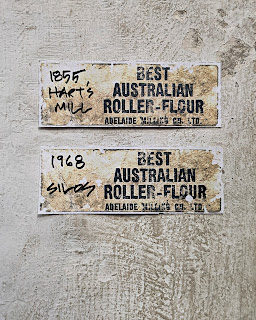 1855
HART'S
MILL
BEST
AUSTRALIAN
ROLLER-FLOUR
ADELAIDE MILLING CO. LTD.
1968
SILOS
BEST
AUSTRALIAN
ROLLER-FLOUR
ADELAIDE MILLING CO. LTD.